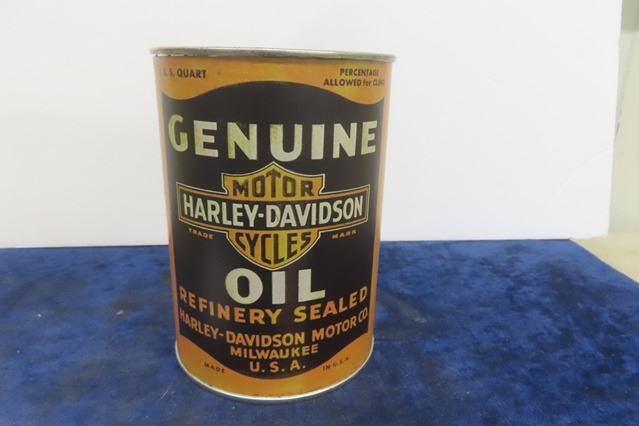 U.S. QUART
PERCENTAGE
ALLOWED for
GENUINE
MOTOR
HARLEY-DAVIDSON
TRADE MARK
CYCLES
OIL
REFINERY SEALED
HARLEY-DAVIDSON MOTOR CO.
MILWAUKEE
U.S.A.
MADE IN U.S.A.